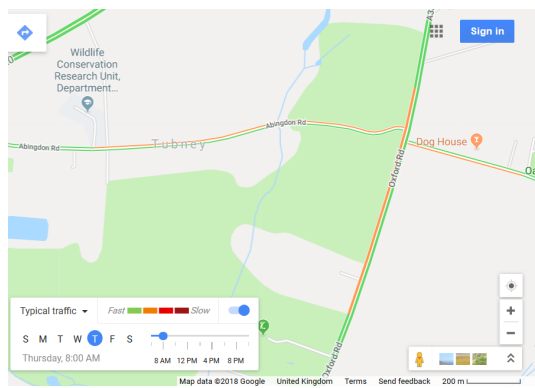 A3
Sign in
0
Wildlife
Conservation
Research Unit,
Department...
Abingdon Rd
Tubney
Dog House
Abingdon Rd
Oa
Oxford Rd
Typical traffic
Fast
Slow
S M T W T F S
Thursday, 8:00 AM
8 AM 12 PM 4 PM 8 PM
Oxford Rd
Map data ©2018 Google United Kingdom Terms Send feedback 200 m